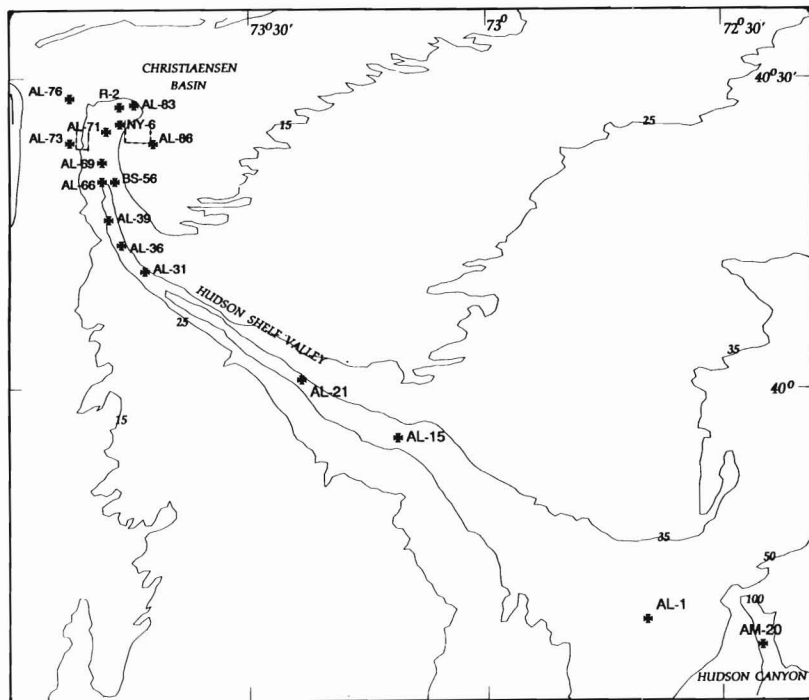 73°30'
73°
72°30'
CHRISTIAENSEN
BASIN
40°30'
AL-76
R-2
AL-83
AL-71
NY-6
AL-73
AL-86
15
25
AL-69
AL-66
BS-56
AL-39
AL-36
AL-31
HUDSON SHELF VALLEY
25
35
AL-21
40°
15
AL-15
35
50
100
AL-1
AM-20
HUDSON CANYON